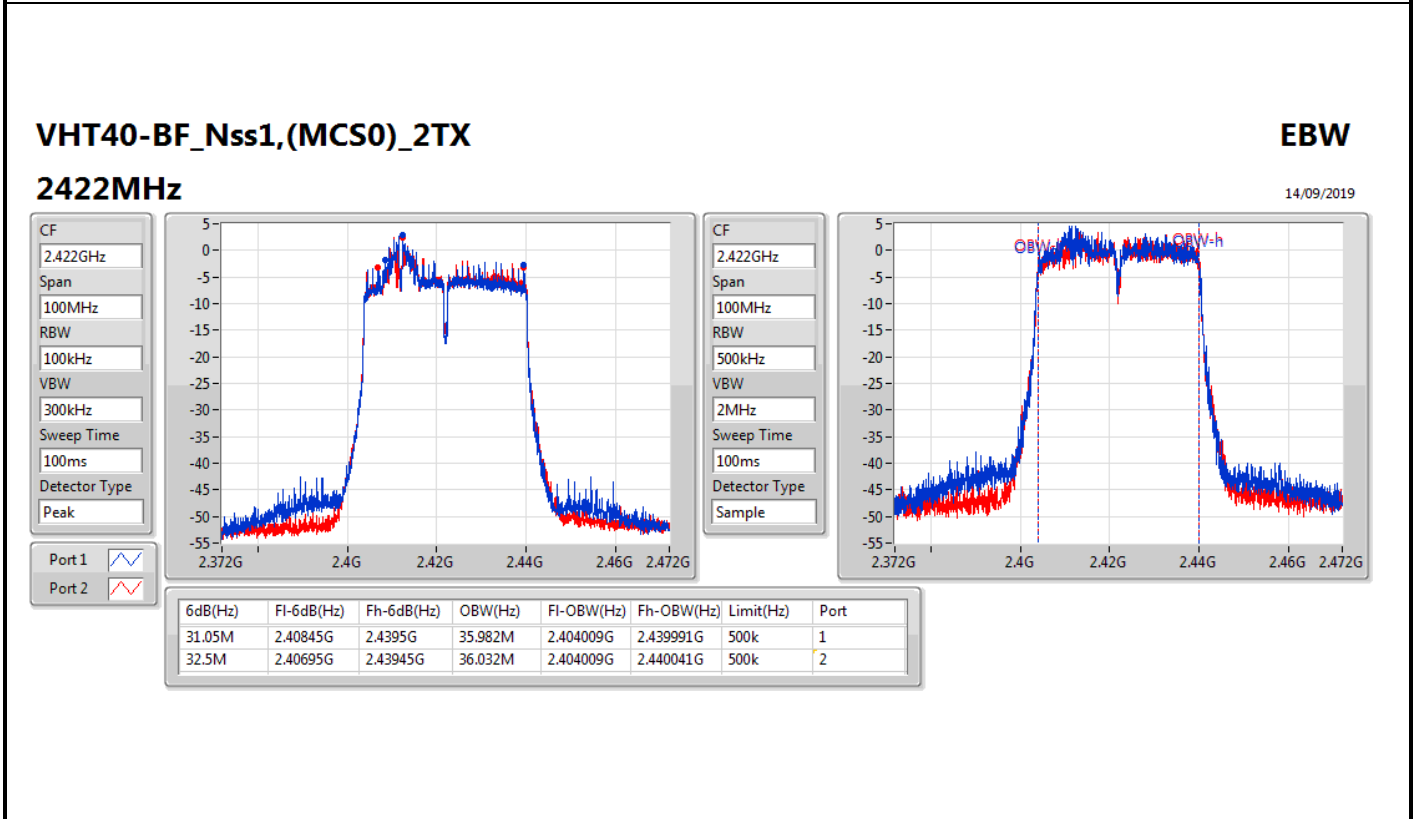 VHT40-BF_Nss1,(MCS0)_2TX
EBW
2422MHz
14/09/2019
CF
2.422GHz
Span
100MHz
RBW
100kHz
VBW
300kHz
Sweep Time
100ms
Detector Type
Peak
Port 1
Port 2
5
0
-5
-10
-15
-20
-25
-30
-35
-40
-45
-50
-55
2.372G 2.4G 2.42G 2.44G 2.46G 2.472G
CF
2.422GHz
Span
100MHz
RBW
500kHz
VBW
2MHz
Sweep Time
100ms
Detector Type
Sample
5
0
-5
-10
-15
-20
-25
-30
-35
-40
-45
-50
-55
OBW-h
2.372G 2.4G 2.42G 2.44G 2.46G 2.472G
6dB(Hz) Fl-6dB(Hz) Fh-6dB(Hz) OBW(Hz) Fl-OBW(Hz) Fh-OBW(Hz) Limit(Hz) Port
31.05M 2.40845G 2.4395G 35.982M 2.404009G 2.439991G 500k 1
32.5M 2.40695G 2.43945G 36.032M 2.404009G 2.440041G 500k 2